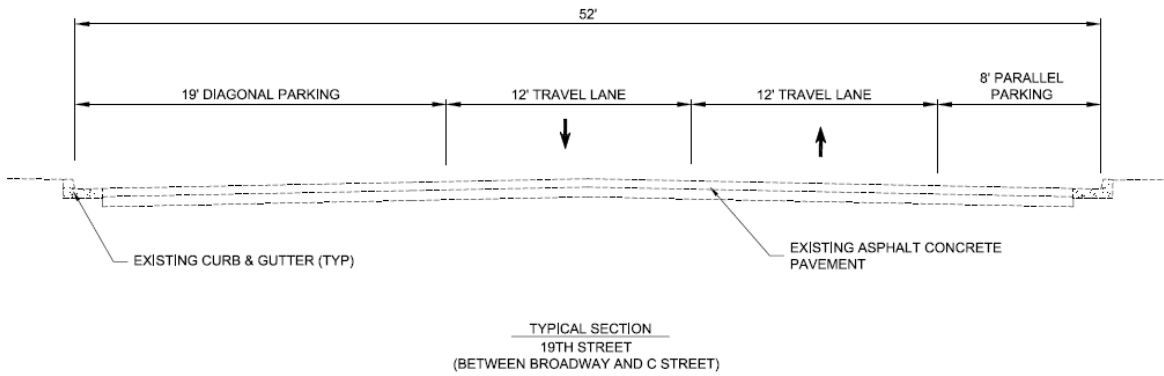 52'
19' DIAGONAL PARKING
12' TRAVEL LANE
12' TRAVEL LANE
8' PARALLEL
PARKING
EXISTING CURB & GUTTER (TYP)
EXISTING ASPHALT CONCRETE
PAVEMENT
TYPICAL SECTION
19TH STREET
(BETWEEN BROADWAY AND C STREET)